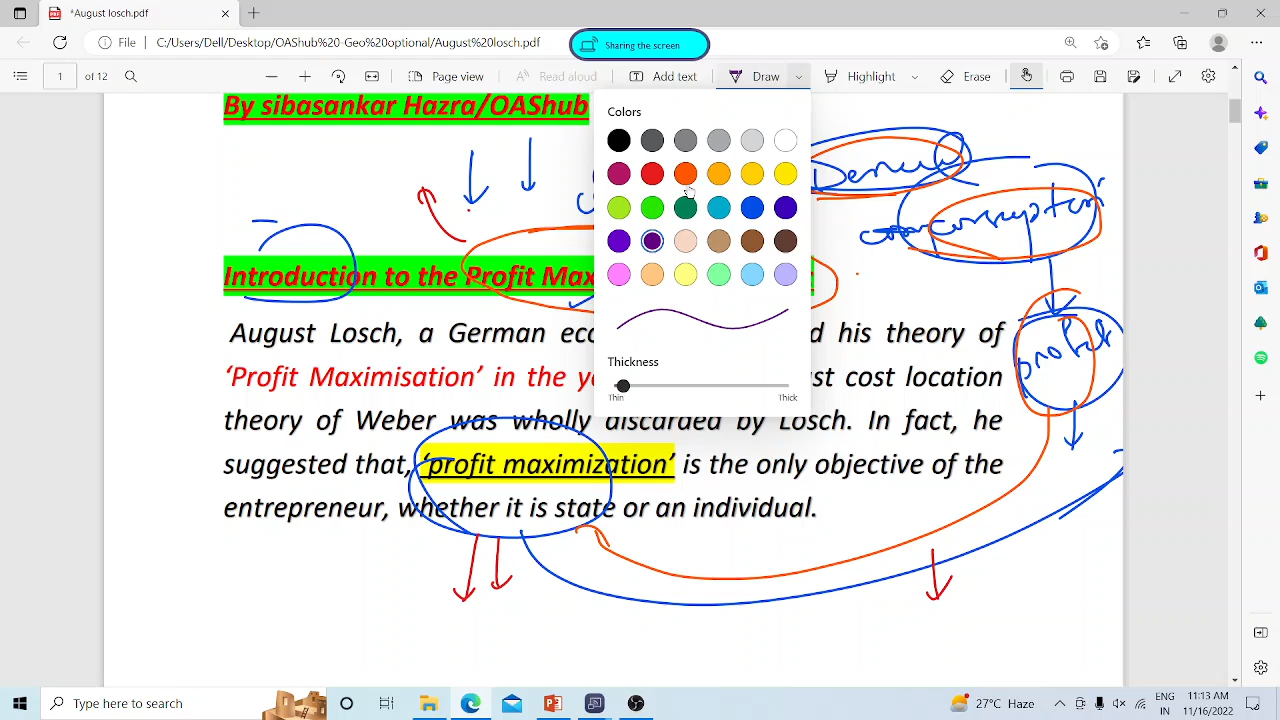 *August losch.pdf
File C:/Users/Dell/Desktop/OAShub%20_Geo%20optional/August%20losch.pdf
Sharing the screen
1 of 12
Page view
Read aloud
Add text
Draw
Highlight
Erase
By sibasankar Hazra/OAShub
Colors
Demand
consumption
Introduction to the Profit Max
August Losch, a German eco d his theory of
profit
'Profit Maximisation' in the ye st cost location
Thickness
Thin Thick
theory of Weber was wholly discarded by Losch. In fact, he
suggested that, 'profit maximization' is the only objective of the
entrepreneur, whether it is state or an individual.
Type here to search
27°C Haze
ENG
IN
11:13 AM
11/16/2022